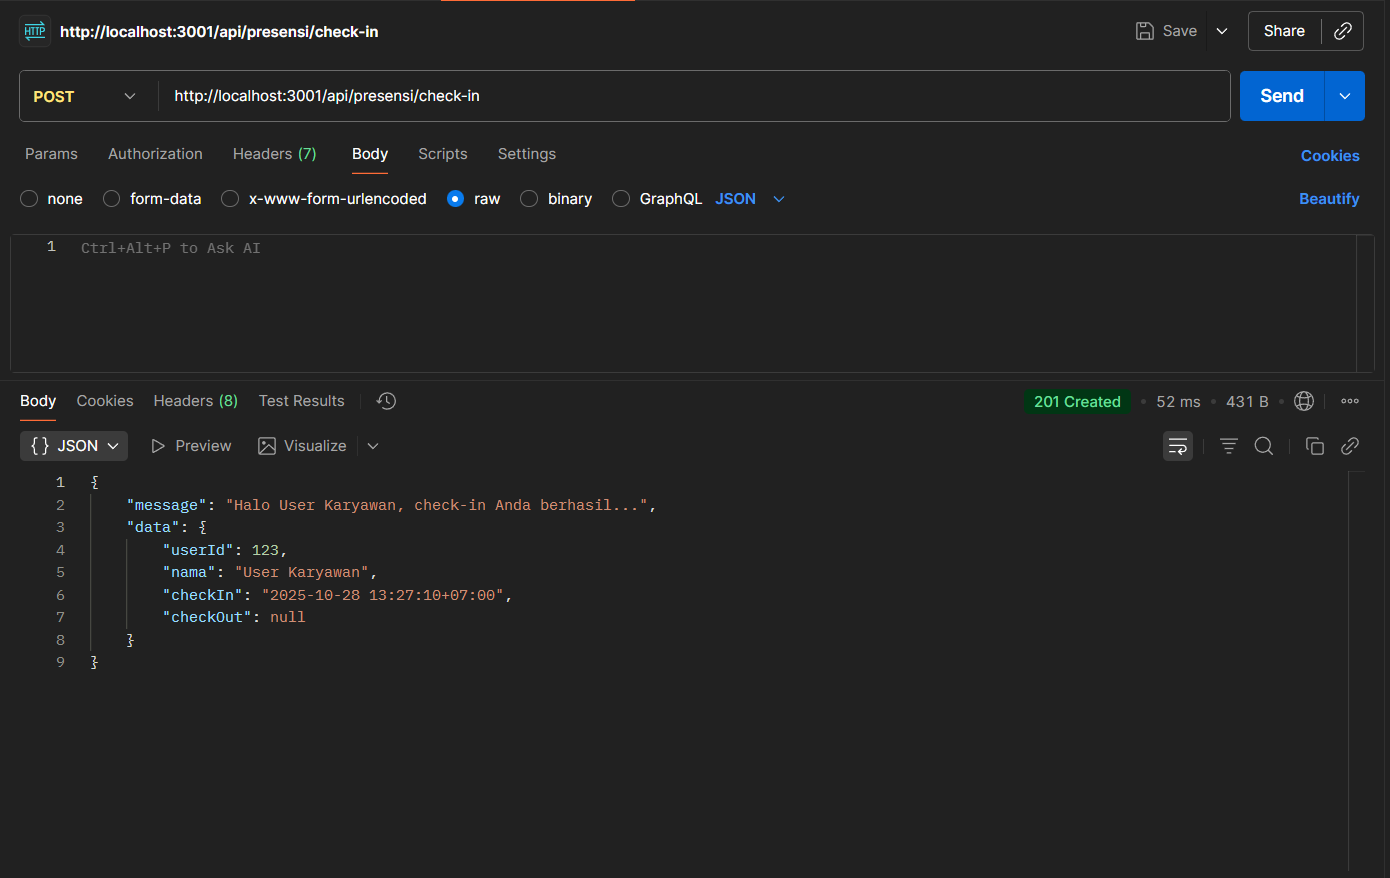 HTTP http://localhost:3001/api/presensi/check-in Save Share
POST http://localhost:3001/api/presensi/check-in Send
Params Authorization Headers (7) Body Scripts Settings Cookies
none form-data x-www-form-urlencoded raw binary GraphQL JSON Beautify
1 Ctrl+Alt+P to Ask AI
Body Cookies Headers (8) Test Results 201 Created • 52 ms • 431 B •
{} JSON Preview Visualize
1 {
2 "message": "Halo User Karyawan, check-in Anda berhasil...",
3 "data": {
4 "userId": 123,
5 "nama": "User Karyawan",
6 "checkIn": "2025-10-28 13:27:10+07:00",
7 "checkOut": null
8 }
9 }